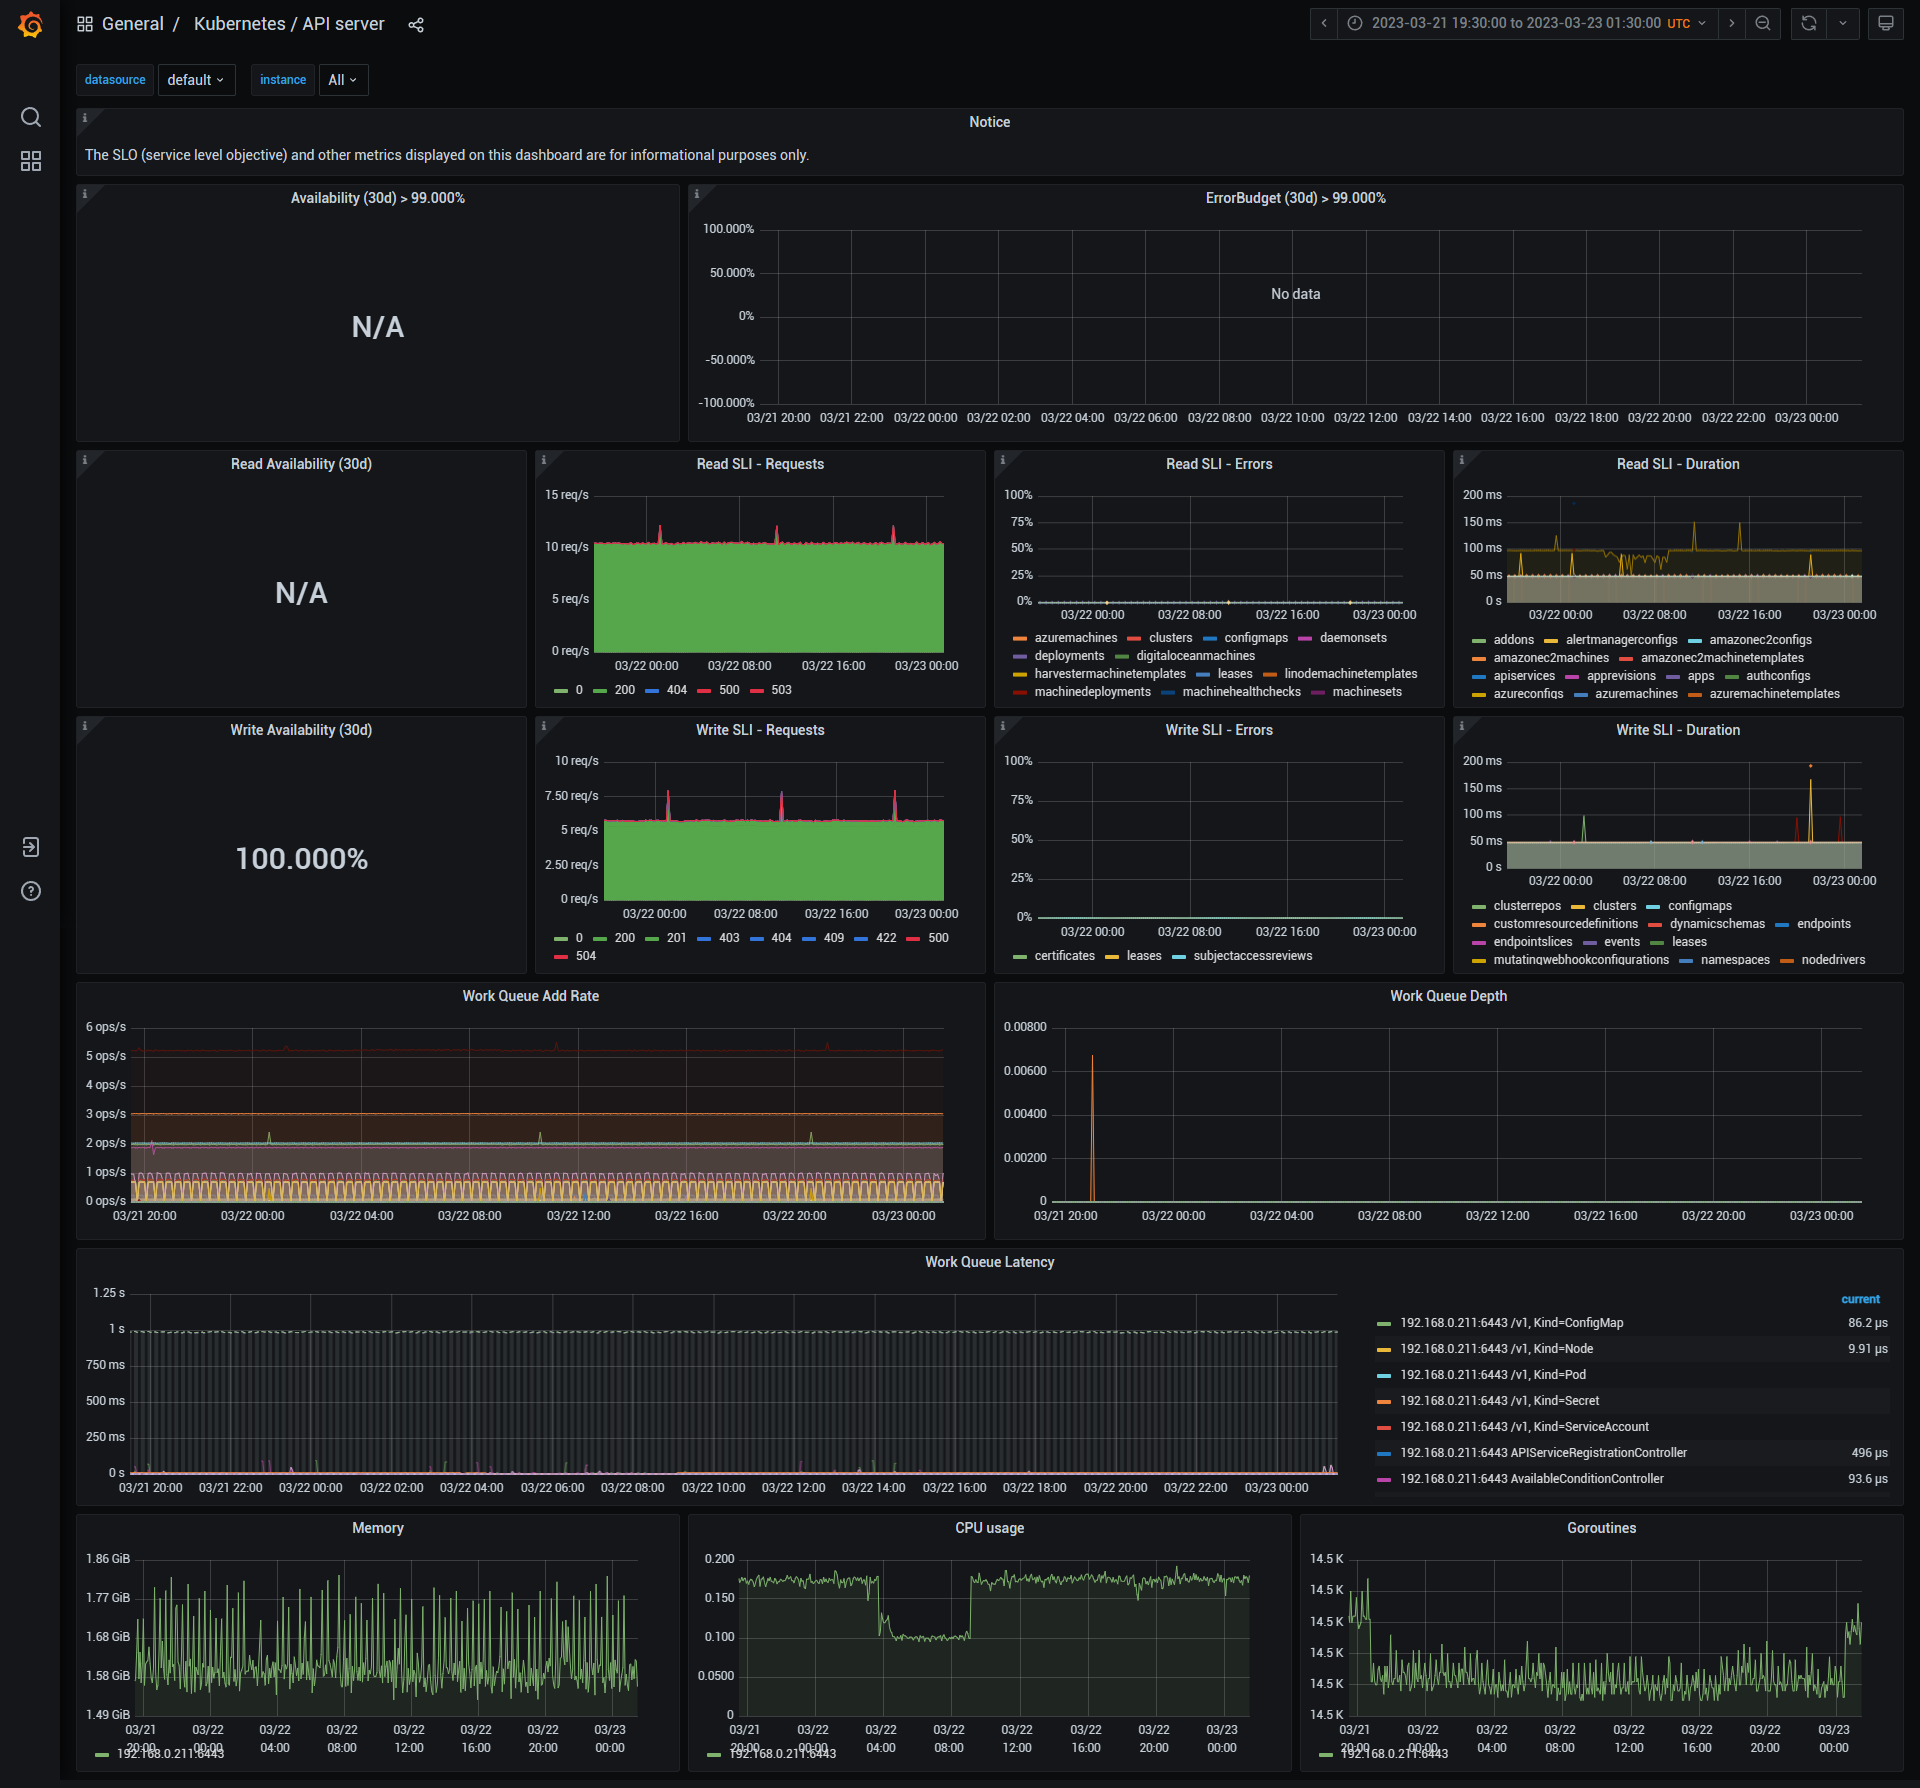 General / Kubernetes / API server
2023-03-21 19:30:00 to 2023-03-23 01:30:00 UTC
datasource default instance All
Notice
The SLO (service level objective) and other metrics displayed on this dashboard are for informational purposes only.
Availability (30d) > 99.000%
N/A
ErrorBudget (30d) > 99.000%
100.000%
50.000%
No data
0%
-50.000%
-100.000%
03/21 20:00 03/21 22:00 03/22 00:00 03/22 02:00 03/22 04:00 03/22 06:00 03/22 08:00 03/22 10:00 03/22 12:00 03/22 14:00 03/22 16:00 03/22 18:00 03/22 20:00 03/22 22:00 03/23 00:00
Read Availability (30d)
N/A
Read SLI - Requests
15 req/s
10 req/s
5 req/s
0 req/s
03/22 00:00 03/22 08:00 03/22 16:00 03/23 00:00
0 200 404 500 503
Read SLI - Errors
100%
75%
50%
25%
0%
03/22 00:00 03/22 08:00 03/22 16:00 03/23 00:00
azuremachines clusters configmaps daemonsets
deployments digitaloceanmachines
harvestermachinetemplates leases linodemachinetemplates
machinedeployments machinehealthchecks machinesets
Read SLI - Duration
200 ms
150 ms
100 ms
50 ms
0 s
03/22 00:00 03/22 08:00 03/22 16:00 03/23 00:00
addons alertmanagerconfigs amazonec2configs
amazonec2machines amazonec2machinetemplates
apiservices apprevisions apps authconfigs
azureconfigs azuremachines azuremachinetemplates
Write Availability (30d)
100.000%
Write SLI - Requests
10 req/s
7.50 req/s
5 req/s
2.50 req/s
0 req/s
03/22 00:00 03/22 08:00 03/22 16:00 03/23 00:00
0 200 201 403 404 409 422 500
504
Write SLI - Errors
100%
75%
50%
25%
0%
03/22 00:00 03/22 08:00 03/22 16:00 03/23 00:00
certificates leases subjectaccessreviews
Write SLI - Duration
200 ms
150 ms
100 ms
50 ms
0 s
03/22 00:00 03/22 08:00 03/22 16:00 03/23 00:00
clusterrepos clusters configmaps
customresourcedefinitions dynamicschemas endpoints
endpointslices events leases
mutatingwebhookconfigurations namespaces nodedrivers
Work Queue Add Rate
6 ops/s
5 ops/s
4 ops/s
3 ops/s
2 ops/s
1 ops/s
0 ops/s
03/21 20:00 03/22 00:00 03/22 04:00 03/22 08:00 03/22 12:00 03/22 16:00 03/22 20:00 03/23 00:00
Work Queue Depth
0.00800
0.00600
0.00400
0.00200
0
03/21 20:00 03/22 00:00 03/22 04:00 03/22 08:00 03/22 12:00 03/22 16:00 03/22 20:00 03/23 00:00
Work Queue Latency
1.25 s
1 s
750 ms
500 ms
250 ms
0 s
03/21 20:00 03/21 22:00 03/22 00:00 03/22 02:00 03/22 04:00 03/22 06:00 03/22 08:00 03/22 10:00 03/22 12:00 03/22 14:00 03/22 16:00 03/22 18:00 03/22 20:00 03/22 22:00 03/23 00:00
current
192.168.0.211:6443 /v1, Kind=ConfigMap 86.2 µs
192.168.0.211:6443 /v1, Kind=Node 9.91 µs
192.168.0.211:6443 /v1, Kind=Pod
192.168.0.211:6443 /v1, Kind=Secret
192.168.0.211:6443 /v1, Kind=ServiceAccount
192.168.0.211:6443 APIServiceRegistrationController 496 µs
192.168.0.211:6443 AvailableConditionController 93.6 µs
Memory
1.86 GiB
1.77 GiB
1.68 GiB
1.58 GiB
1.49 GiB
03/21 03/22 03/22 03/22 03/22 03/22 03/22 03/23
20:00 00:00 04:00 08:00 12:00 16:00 20:00 00:00
192.168.0.211:6443
CPU usage
0.200
0.150
0.100
0.0500
0
03/21 03/22 03/22 03/22 03/22 03/22 03/22 03/23
20:00 00:00 04:00 08:00 12:00 16:00 20:00 00:00
192.168.0.211:6443
Goroutines
14.5 K
14.5 K
14.5 K
14.5 K
14.5 K
14.5 K
03/21 03/22 03/22 03/22 03/22 03/22 03/22 03/23
20:00 00:00 04:00 08:00 12:00 16:00 20:00 00:00
192.168.0.211:6443